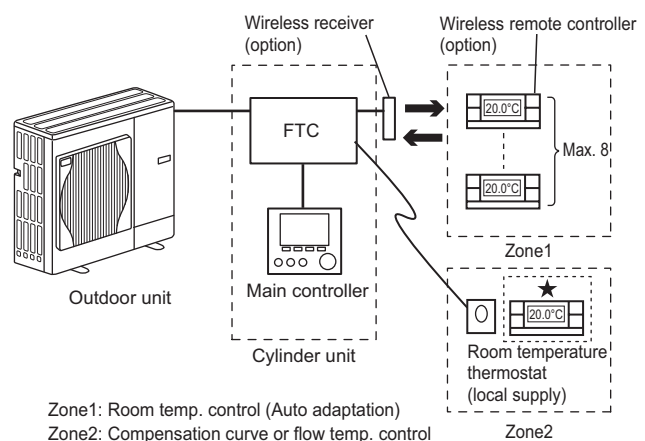 Wireless receiver
(option)
Wireless remote controller
(option)
FTC
20.0°C
Max. 8
20.0°C
Zone1
Outdoor unit
Main controller
Cylinder unit
★
20.0°C
Room temperature
thermostat
(local supply)
Zone2
Zone1: Room temp. control (Auto adaptation)
Zone2: Compensation curve or flow temp. control